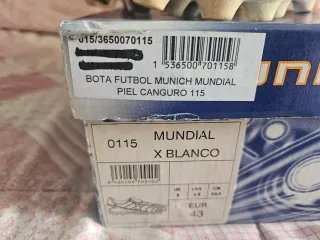 015/3650070115
1 536500 701158
BOTA FUTBOL MUNICH MUNDIAL
PIEL CANGURO 115
0115 MUNDIAL
X BLANCO
EUR
43